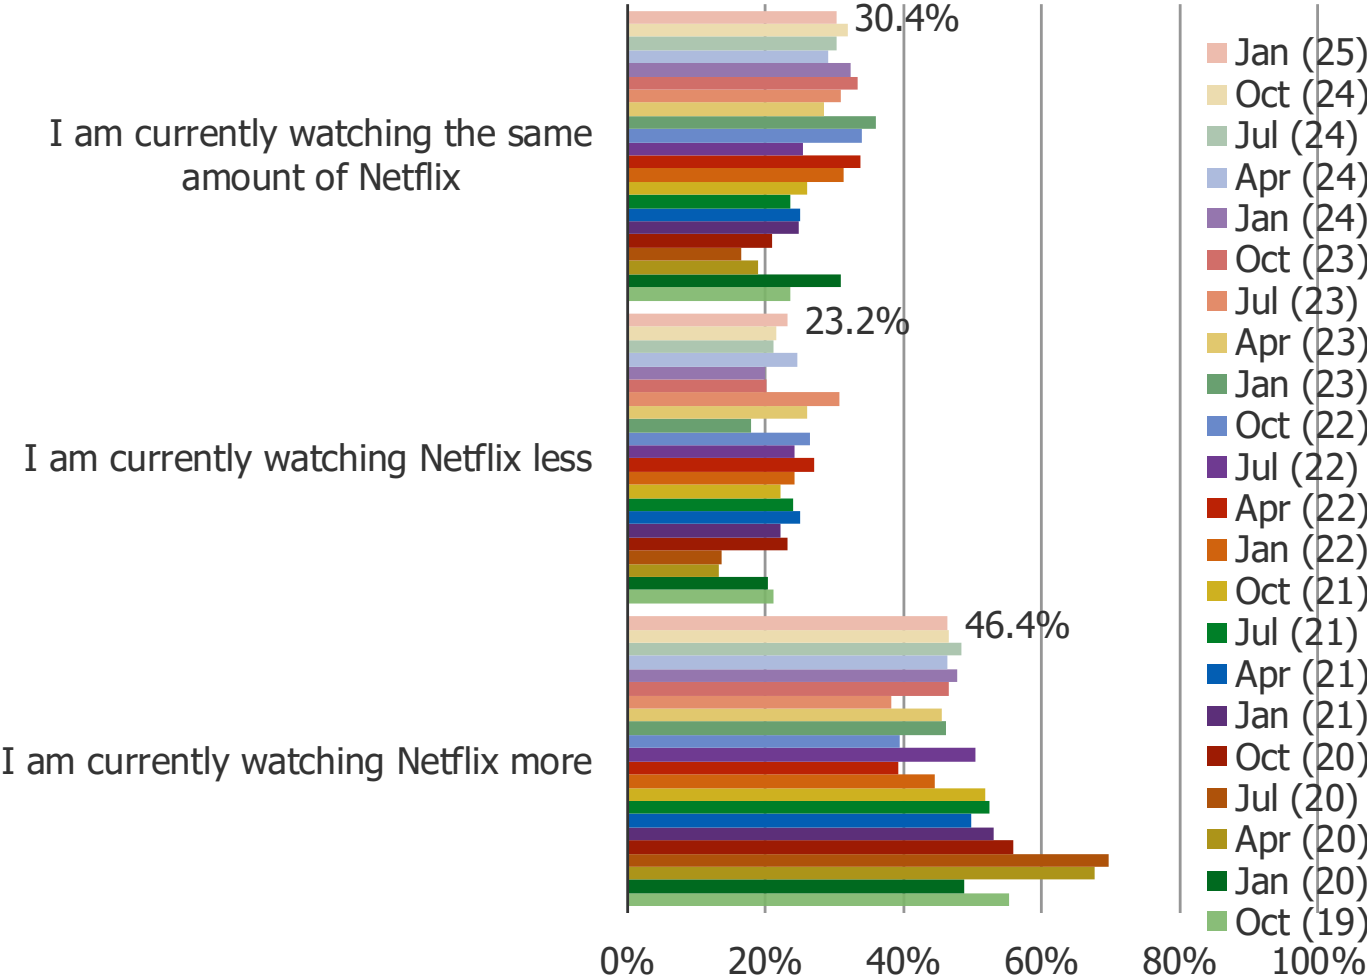 30.4%
I am currently watching the same
amount of Netflix
23.2%
I am currently watching Netflix less
46.4%
I am currently watching Netflix more
0% 20% 40% 60% 80% 100%
Jan (25)
Oct (24)
Jul (24)
Apr (24)
Jan (24)
Oct (23)
Jul (23)
Apr (23)
Jan (23)
Oct (22)
Jul (22)
Apr (22)
Jan (22)
Oct (21)
Jul (21)
Apr (21)
Jan (21)
Oct (20)
Jul (20)
Apr (20)
Jan (20)
Oct (19)